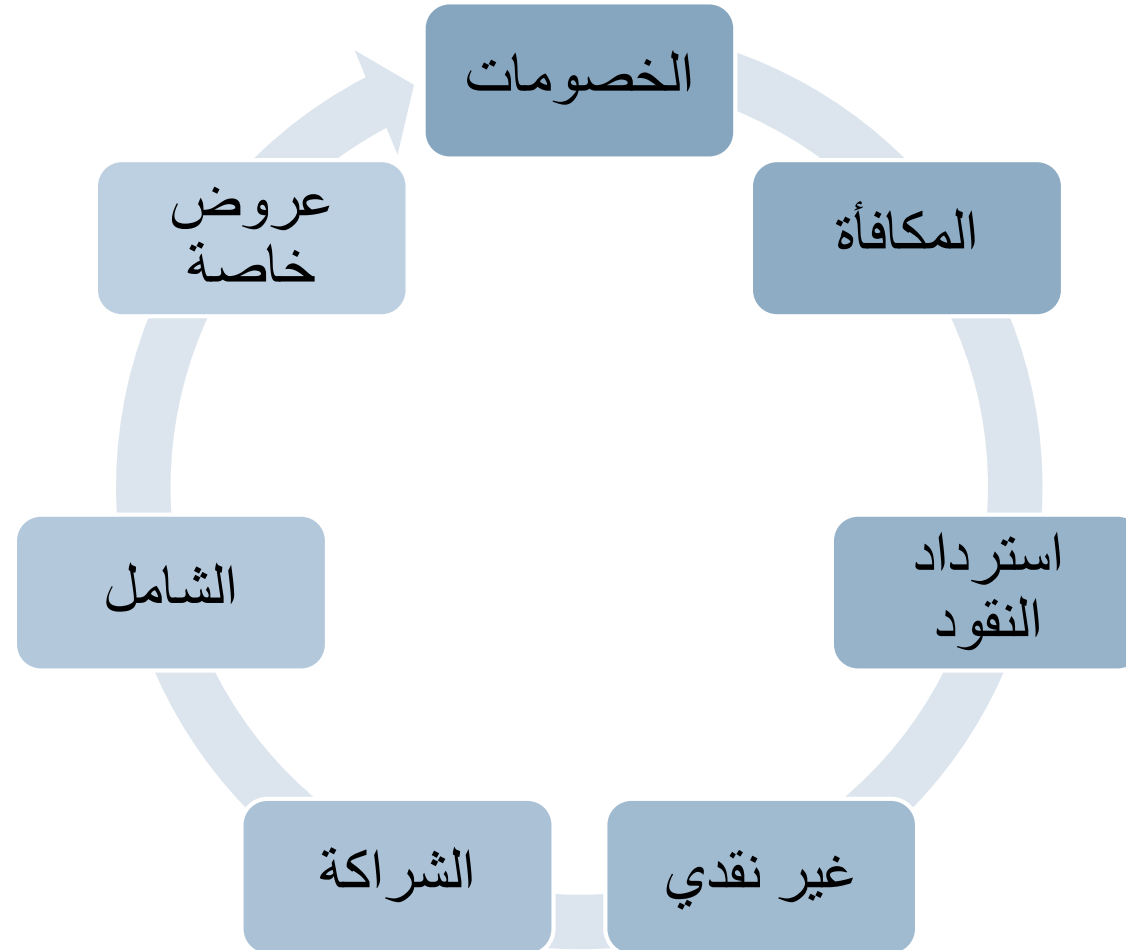 الخصومات
المكافأة
استرداد
النقود
غير نقدي
الشراكة
الشامل
عروض
خاصة